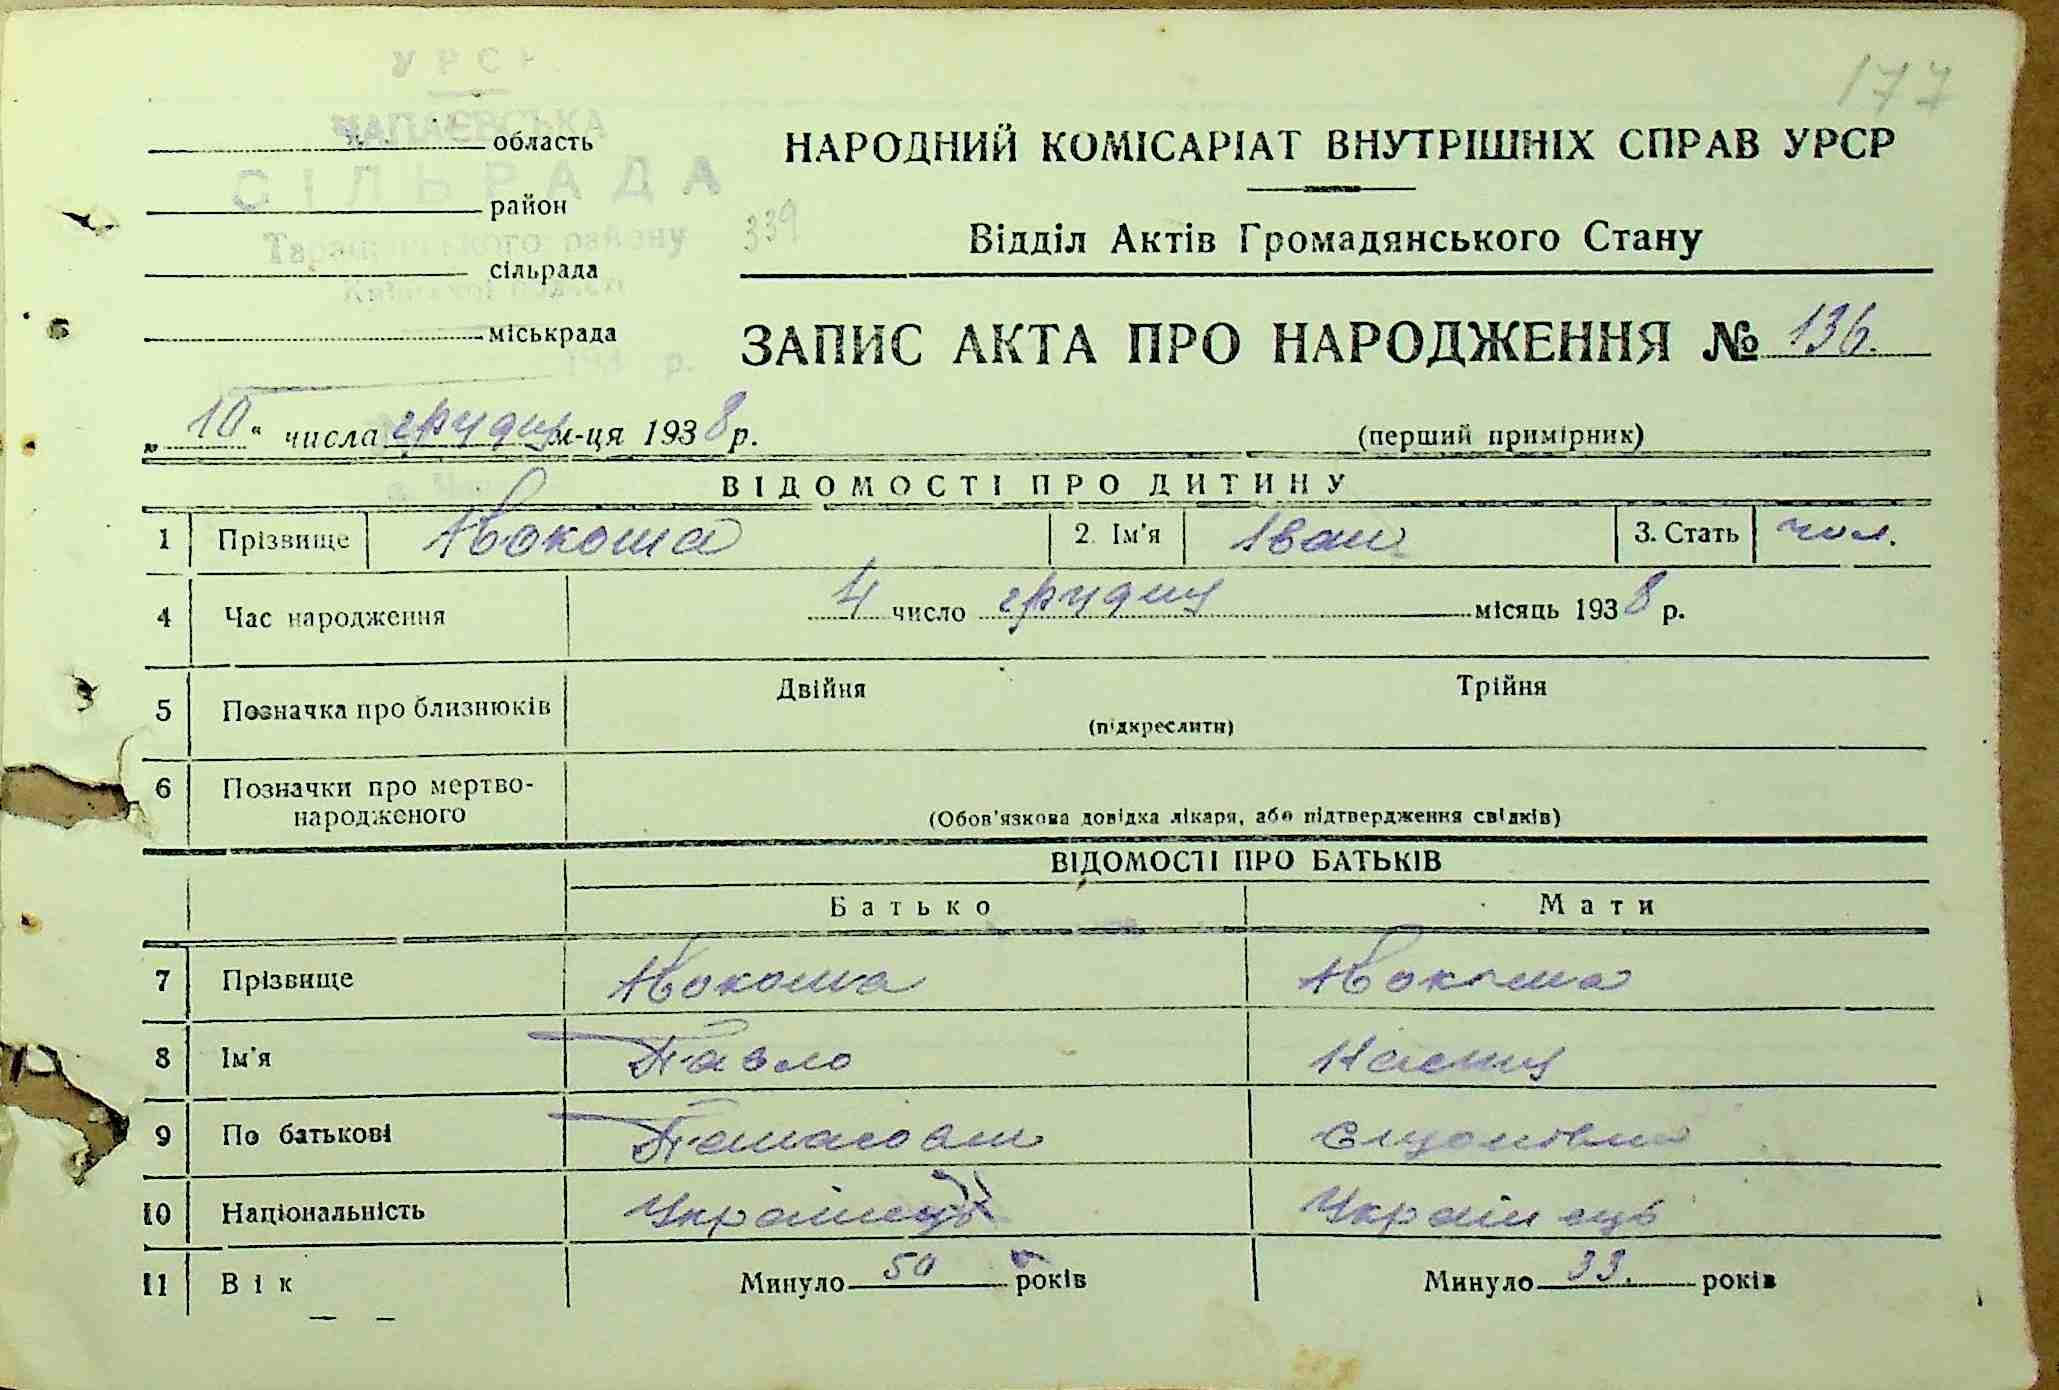 177
УРСР
ЧАПАЄВСЬКА
СІЛЬРАДА
Таращанського району
Київської області
область
район
сільрада
міськрада
339
НАРОДНИЙ КОМІСАРІАТ ВНУТРІШНІХ СПРАВ УРСР
Відділ Актів Громадянського Стану
ЗАПИС АКТА ПРО НАРОДЖЕННЯ № 136.
„10“ числа грудня м-ця 1938 р.
(перший примірник)
ВІДОМОСТІ ПРО ДИТИНУ
1 Прізвище 2. Ім'я Іван 3. Стать чол.
4 Час народження 4 число грудня місяць 1938 р.
5 Позначка про близнюків Двійня Трійня
(підкреслити)
6 Позначки про мертво-
народженого
(Обов'язкова довідка лікаря, або підтвердження свідків)
ВІДОМОСТІ ПРО БАТЬКІВ
Батько Мати
7 Прізвище
8 Ім'я Павло
9 По батькові
10 Національність Українець Українець
11 Вік Минуло 50 років Минуло 33. років